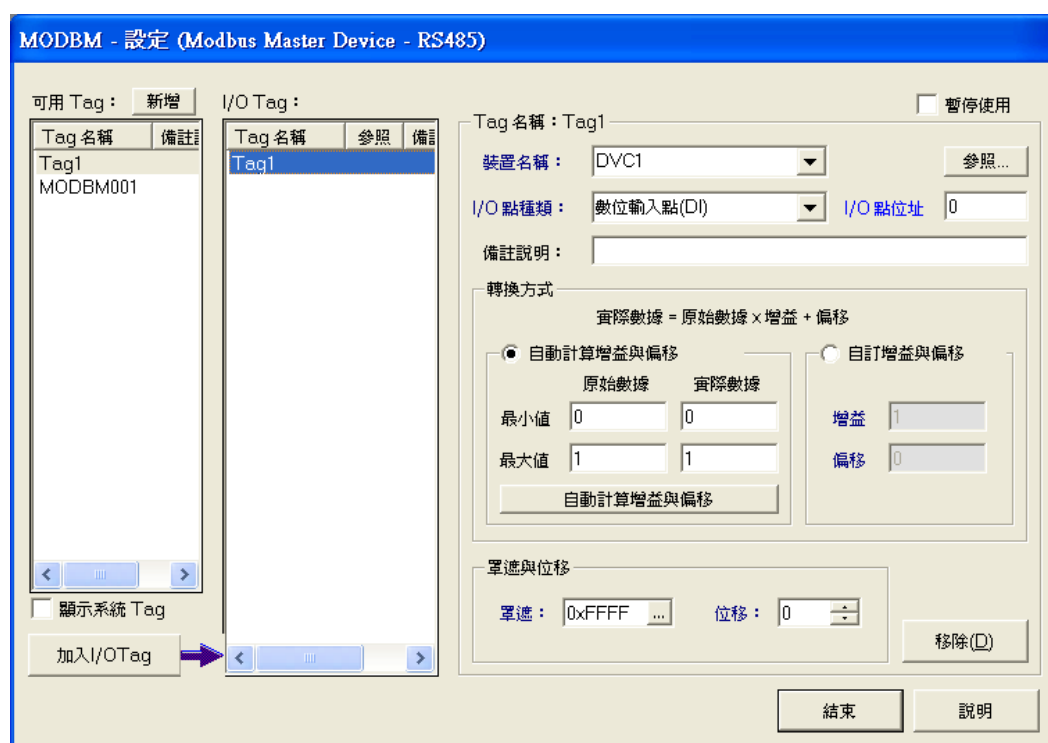 MODBM - 設定 (Modbus Master Device - RS485)
可用 Tag： 新增
Tag 名稱 備註
Tag1
MODBM001
顯示系統 Tag
加入I/OTag
I/O Tag：
Tag 名稱 參照 備
Tag1
暫停使用
Tag 名稱：Tag1
裝置名稱： DVC1 參照...
I/O 點種類： 數位輸入點(DI) I/O 點位址 0
備註說明：
轉換方式
實際數據 = 原始數據 x 增益 + 偏移
自動計算增益與偏移
原始數據 實際數據
最小值 0 0
最大值 1 1
自動計算增益與偏移
自訂增益與偏移
增益 1
偏移 0
罩遮與位移
罩遮： 0xFFFF ... 位移： 0
移除(D)
結束 說明